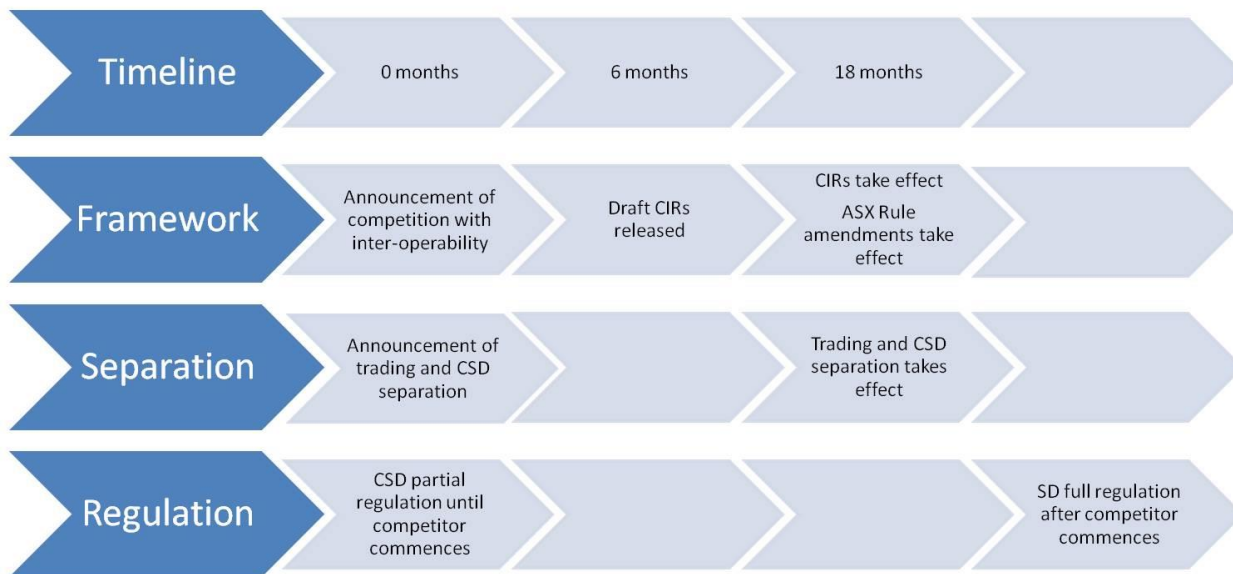 Timeline
0 months
6 months
18 months
Framework
Announcement of
competition with
inter-operability
Draft CIRs
released
CIRs take effect
ASX Rule
amendments take
effect
Separation
Announcement of
trading and CSD
separation
Trading and CSD
separation takes
effect
Regulation
CSD partial
regulation until
competitor
commences
SD full regulation
after competitor
commences